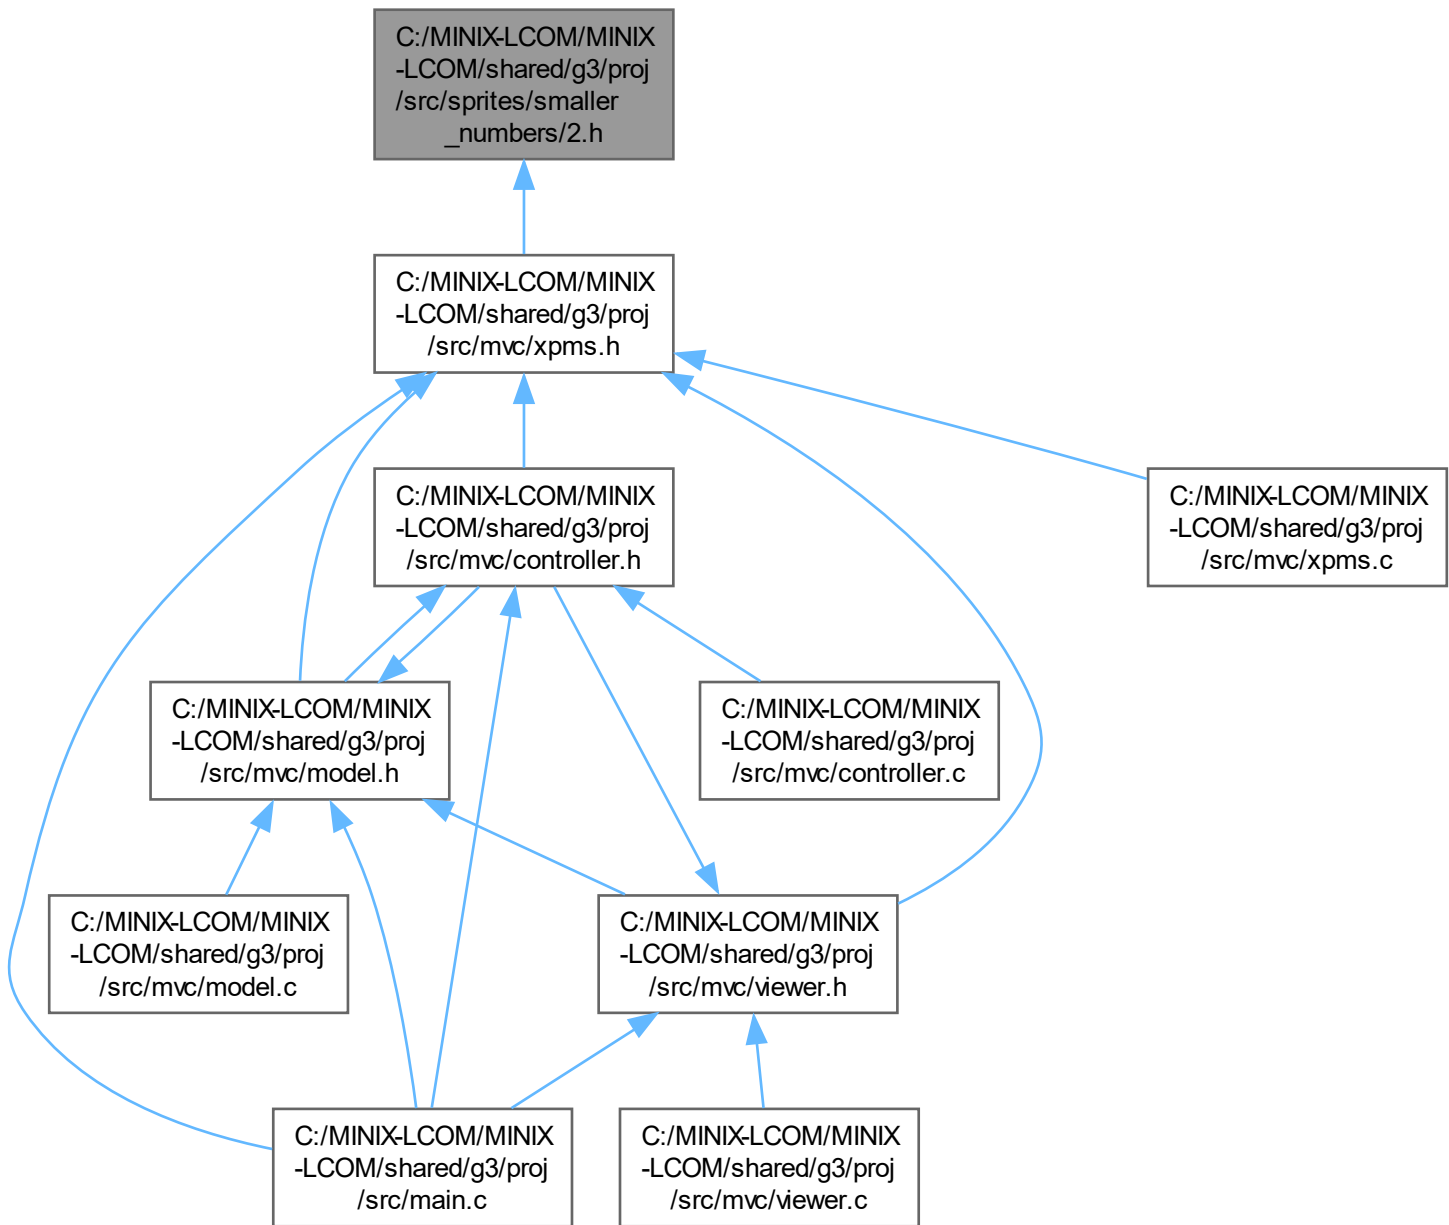 C:/MINIX-LCOM/MINIX
-LCOM/shared/g3/proj
/src/sprites/smaller
_numbers/2.h
C:/MINIX-LCOM/MINIX
-LCOM/shared/g3/proj
/src/mvc/xpms.h
C:/MINIX-LCOM/MINIX
-LCOM/shared/g3/proj
/src/mvc/controller.h
C:/MINIX-LCOM/MINIX
-LCOM/shared/g3/proj
/src/mvc/xpms.c
C:/MINIX-LCOM/MINIX
-LCOM/shared/g3/proj
/src/mvc/model.h
C:/MINIX-LCOM/MINIX
-LCOM/shared/g3/proj
/src/mvc/controller.c
C:/MINIX-LCOM/MINIX
-LCOM/shared/g3/proj
/src/mvc/model.c
C:/MINIX-LCOM/MINIX
-LCOM/shared/g3/proj
/src/mvc/viewer.h
C:/MINIX-LCOM/MINIX
-LCOM/shared/g3/proj
/src/main.c
C:/MINIX-LCOM/MINIX
-LCOM/shared/g3/proj
/src/mvc/viewer.c